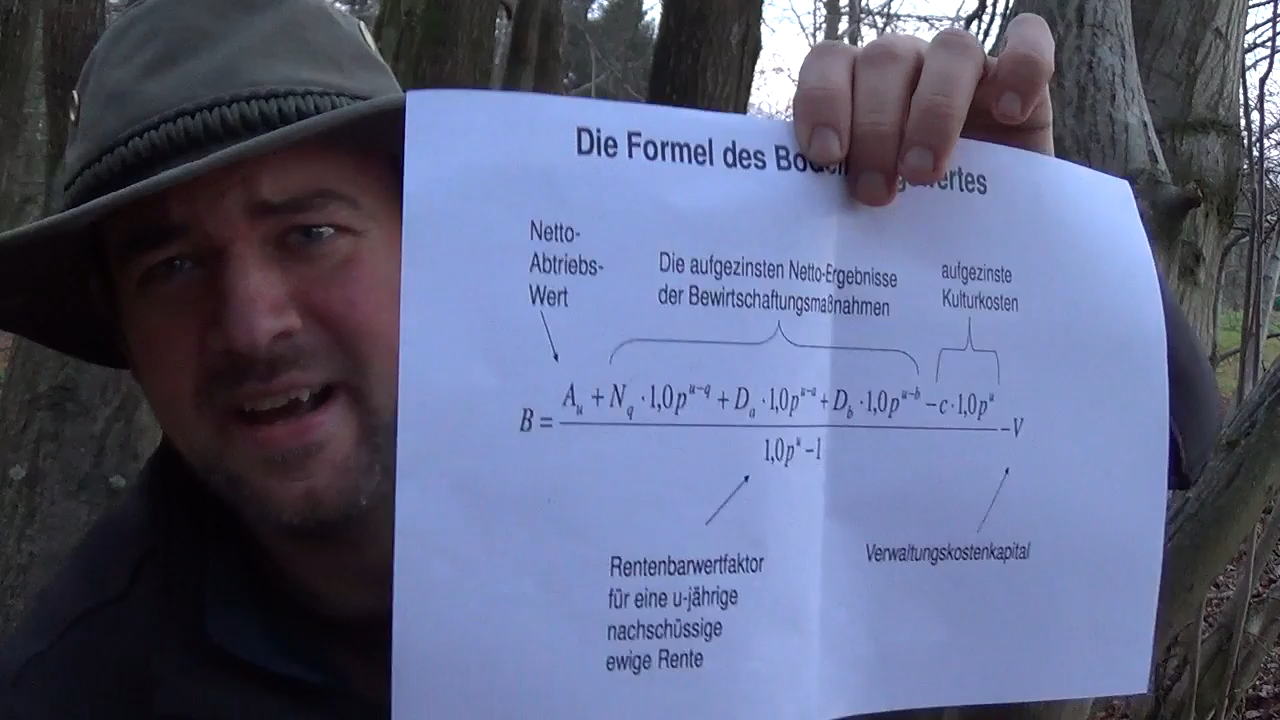 Die Formel des
Netto-
Abtriebs-
Wert
Die aufgezinsten Netto-Ergebnisse
der Bewirtschaftungsmaßnahmen
aufgezinste
Kulturkosten
B = (A_u + N_q · 1,0p^(u-q) + D_a · 1,0p^(u-a) + D_b · 1,0p^(u-b) - c · 1,0p^u) / (1,0p^u - 1) - V
Rentenbarwertfaktor
für eine u-jährige
nachschüssige
ewige Rente
Verwaltungskostenkapital